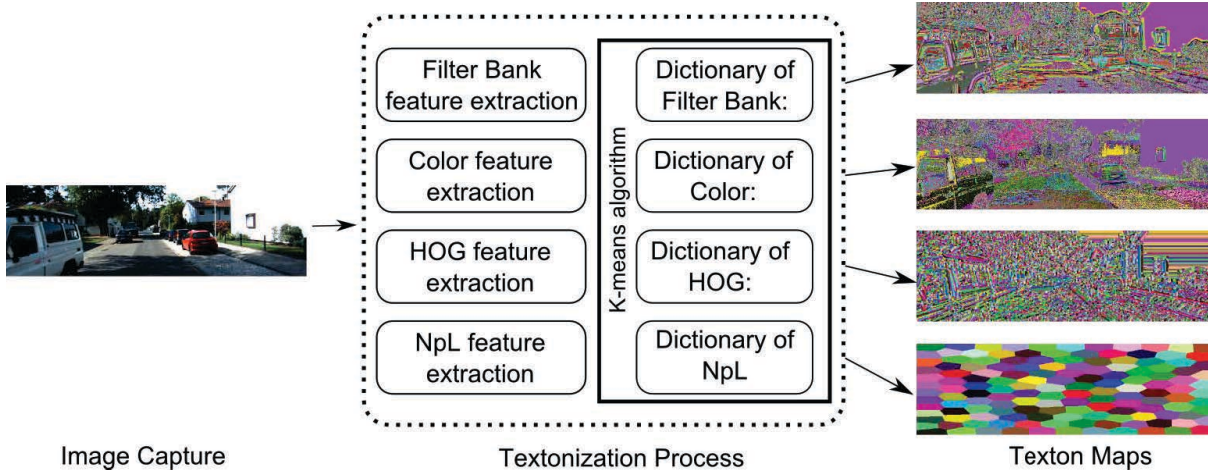 Filter Bank
feature extraction
Color feature
extraction
HOG feature
extraction
NpL feature
extraction
K-means algorithm
Dictionary of
Filter Bank:
Dictionary of
Color:
Dictionary of
HOG:
Dictionary of
NpL
Image Capture
Textonization Process
Texton Maps